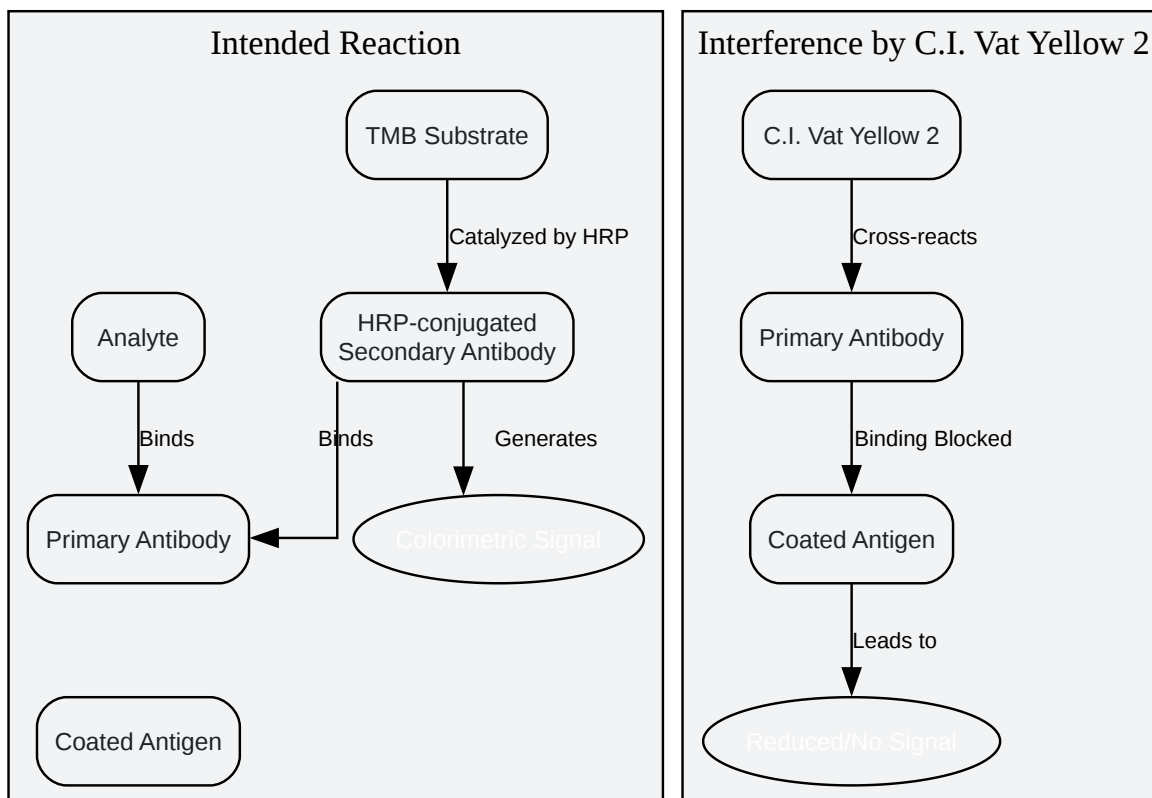 Intended Reaction
TMB Substrate
Catalyzed by HRP
Analyte
HRP-conjugated
Secondary Antibody
Binds
Binds
Generates
Primary Antibody
Colorimetric Signal
Coated Antigen
Interference by C.I. Vat Yellow 2
C.I. Vat Yellow 2
Cross-reacts
Primary Antibody
Binding Blocked
Coated Antigen
Leads to
Reduced/No Signal